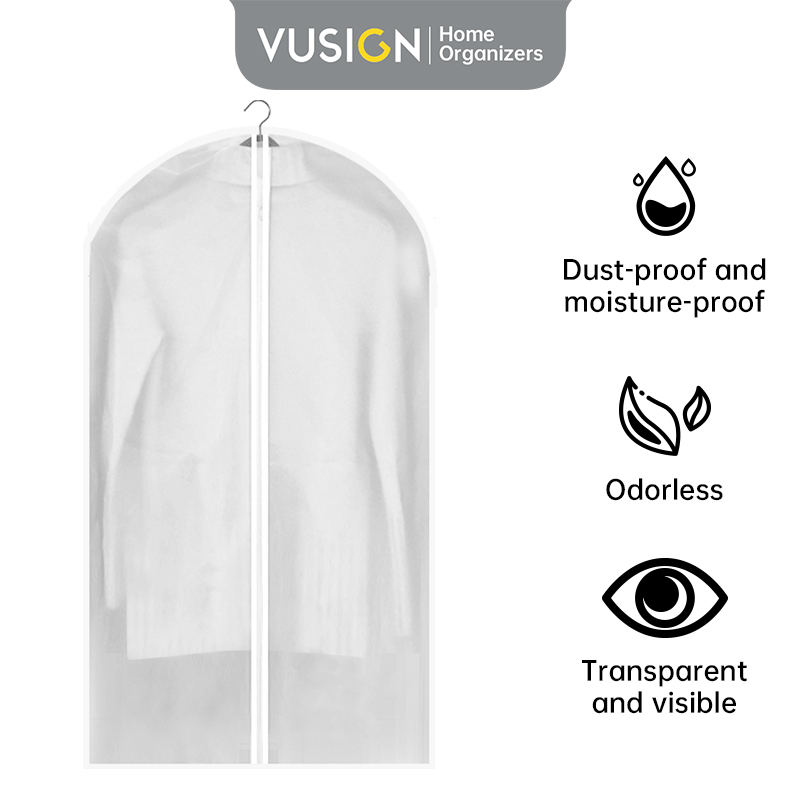 VUSIGN Home
Organizers
Dust-proof and
moisture-proof
Odorless
Transparent
and visible